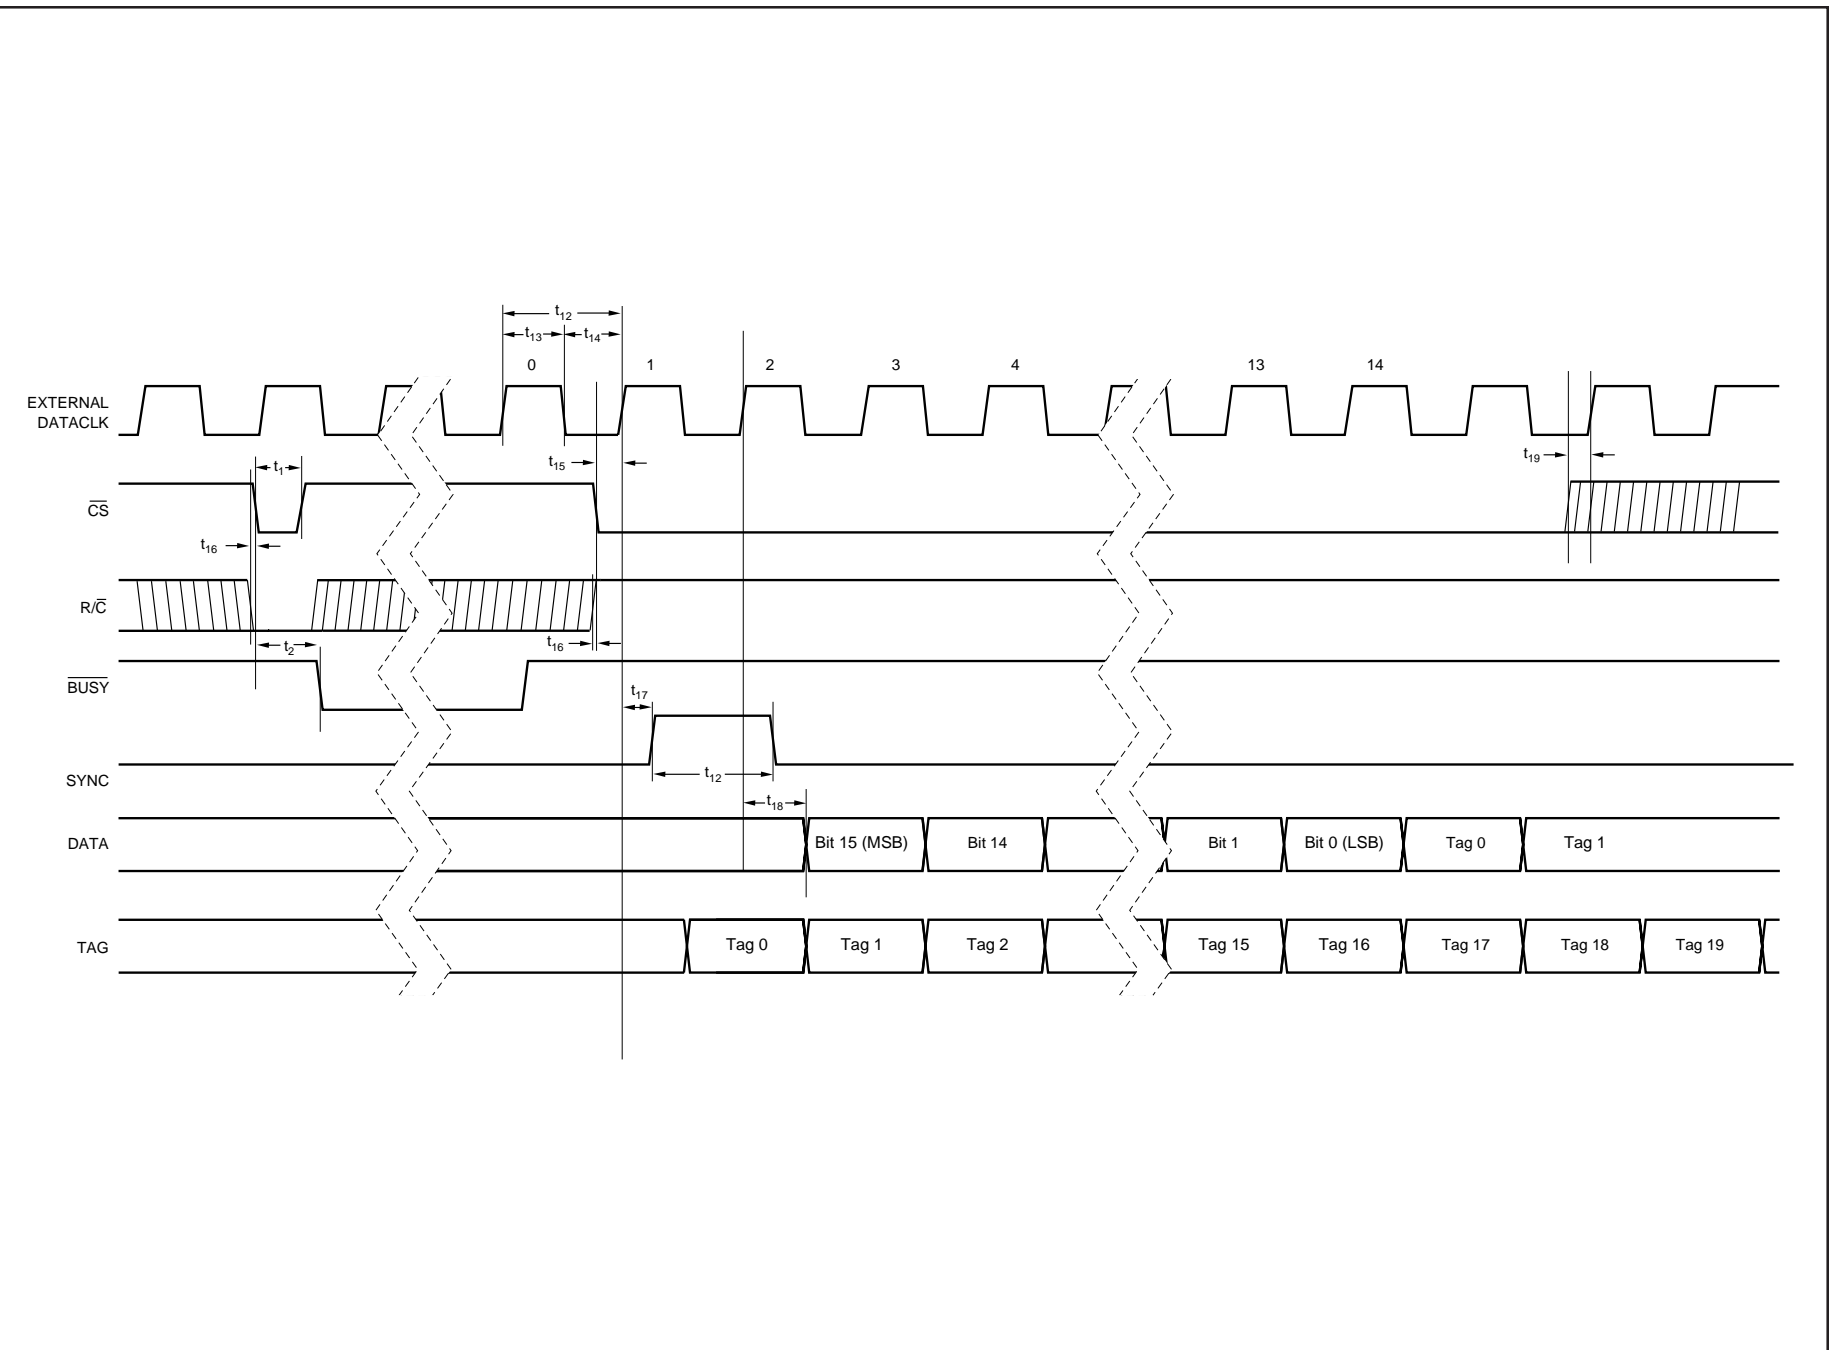 t12
t13 t14
0 1 2 3 4 13 14
EXTERNAL
DATACLK
t15
t19
t1
C̅S̅
t16
R/C̅
t16
t2
B̅U̅S̅Y̅
t17
SYNC
t12
t18
DATA Bit 15 (MSB) Bit 14 Bit 1 Bit 0 (LSB) Tag 0 Tag 1
TAG Tag 0 Tag 1 Tag 2 Tag 15 Tag 16 Tag 17 Tag 18 Tag 19